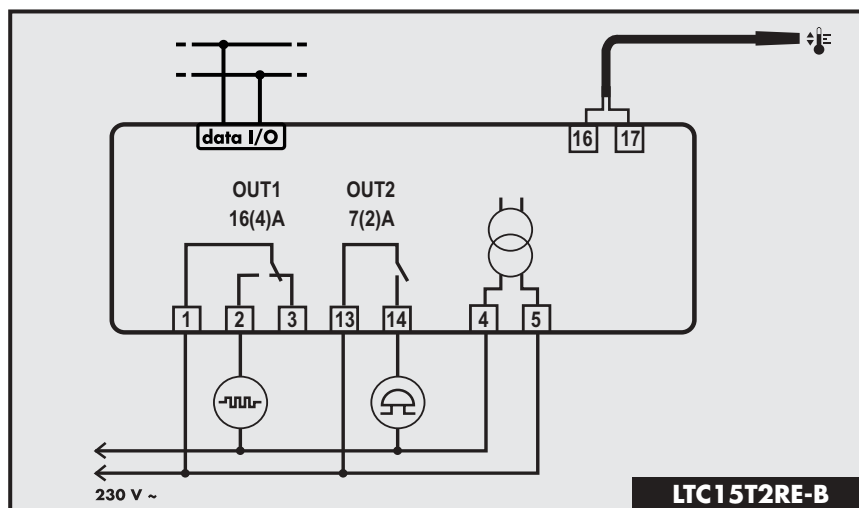 data I/O
16 17
OUT1 OUT2
16(4)A 7(2)A
1 2 3 13 14 4 5
230 V ~
LTC15T2RE-B